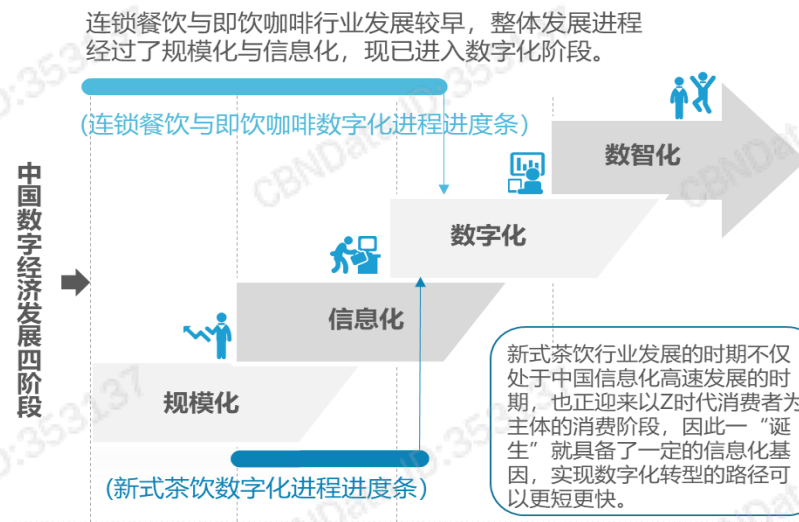 连锁餐饮与即饮咖啡行业发展较早，整体发展进程
经过了规模化与信息化，现已进入数字化阶段。
(连锁餐饮与即饮咖啡数字化进程进度条)
中国数字经济发展四阶段
数智化
数字化
信息化
规模化
(新式茶饮数字化进程进度条)
新式茶饮行业发展的时期不仅
处于中国信息化高速发展的时
期，也正迎来以Z时代消费者为
主体的消费阶段，因此一“诞
生”就具备了一定的信息化基
因，实现数字化转型的路径可
以更短更快。